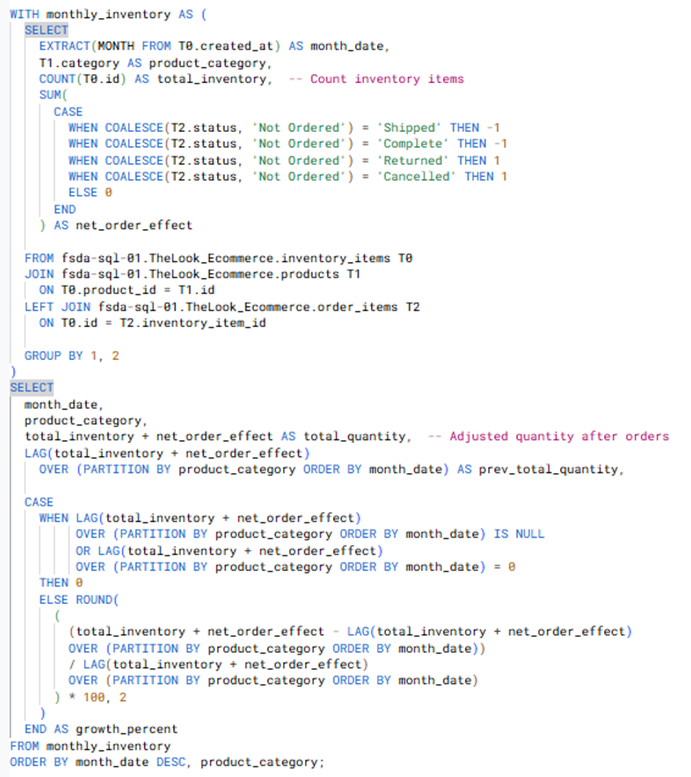 WITH monthly_inventory AS (
SELECT
EXTRACT(MONTH FROM T0.created_at) AS month_date,
T1.category AS product_category,
COUNT(T0.id) AS total_inventory,  -- Count inventory items
SUM(
CASE
WHEN COALESCE(T2.status, 'Not Ordered') = 'Shipped' THEN -1
WHEN COALESCE(T2.status, 'Not Ordered') = 'Complete' THEN -1
WHEN COALESCE(T2.status, 'Not Ordered') = 'Returned' THEN 1
WHEN COALESCE(T2.status, 'Not Ordered') = 'Cancelled' THEN 1
ELSE 0
END
) AS net_order_effect
FROM fsda-sql-01.TheLook_Ecommerce.inventory_items T0
JOIN fsda-sql-01.TheLook_Ecommerce.products T1
ON T0.product_id = T1.id
LEFT JOIN fsda-sql-01.TheLook_Ecommerce.order_items T2
ON T0.id = T2.inventory_item_id
GROUP BY 1, 2
)
SELECT
month_date,
product_category,
total_inventory + net_order_effect AS total_quantity,  -- Adjusted quantity after orders
LAG(total_inventory + net_order_effect)
OVER (PARTITION BY product_category ORDER BY month_date) AS prev_total_quantity,
CASE
WHEN LAG(total_inventory + net_order_effect)
OVER (PARTITION BY product_category ORDER BY month_date) IS NULL
OR LAG(total_inventory + net_order_effect)
OVER (PARTITION BY product_category ORDER BY month_date) = 0
THEN 0
ELSE ROUND(
(
(total_inventory + net_order_effect - LAG(total_inventory + net_order_effect)
OVER (PARTITION BY product_category ORDER BY month_date))
/ LAG(total_inventory + net_order_effect)
OVER (PARTITION BY product_category ORDER BY month_date)
) * 100, 2
)
END AS growth_percent
FROM monthly_inventory
ORDER BY month_date DESC, product_category;